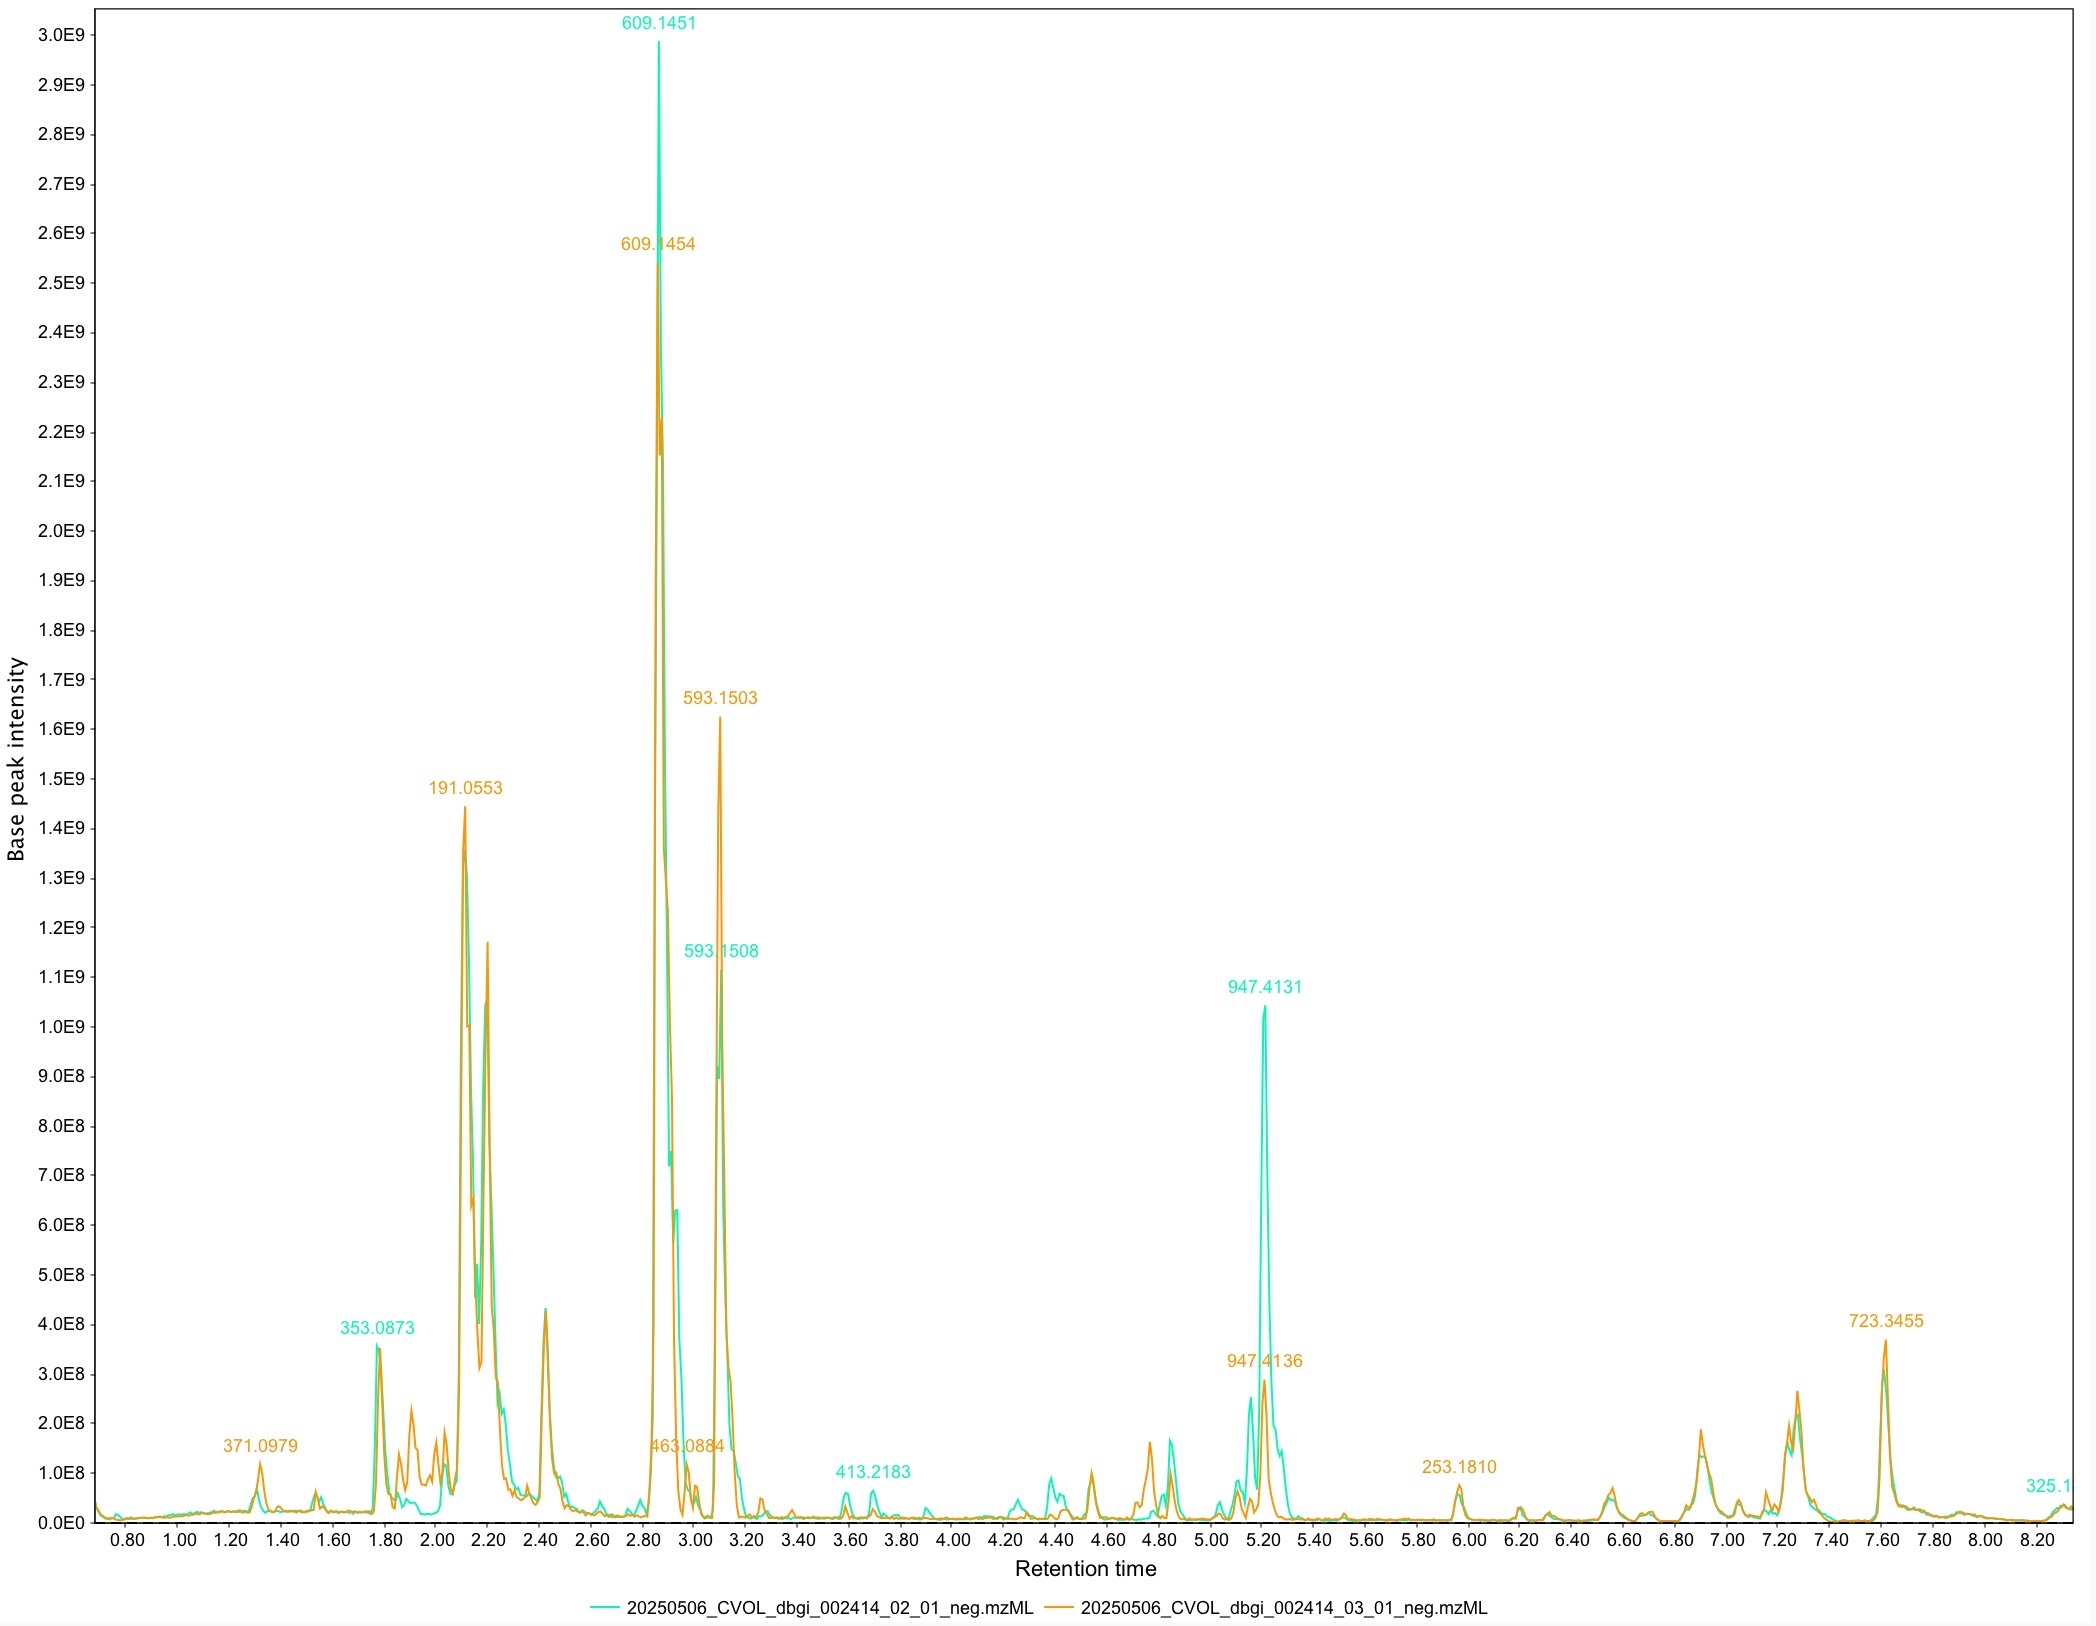 609.1451
3.0E9
2.9E9
2.8E9
2.7E9
609.1454
2.6E9
2.5E9
2.4E9
2.3E9
2.2E9
2.1E9
2.0E9
1.9E9
1.8E9
1.7E9
593.1503
1.6E9
1.5E9
191.0553
1.4E9
1.3E9
1.2E9
593.1508
1.1E9
947.4131
1.0E9
9.0E8
8.0E8
7.0E8
6.0E8
5.0E8
4.0E8
353.0873
723.3455
947.4136
3.0E8
2.0E8
371.0979
463.0884
413.2183
253.1810
325.1
1.0E8
0.0E0
Base peak intensity
0.80 1.00 1.20 1.40 1.60 1.80 2.00 2.20 2.40 2.60 2.80 3.00 3.20 3.40 3.60 3.80 4.00 4.20 4.40 4.60 4.80 5.00 5.20 5.40 5.60 5.80 6.00 6.20 6.40 6.60 6.80 7.00 7.20 7.40 7.60 7.80 8.00 8.20
Retention time
20250506_CVOL_dbgi_002414_02_01_neg.mzML 20250506_CVOL_dbgi_002414_03_01_neg.mzML